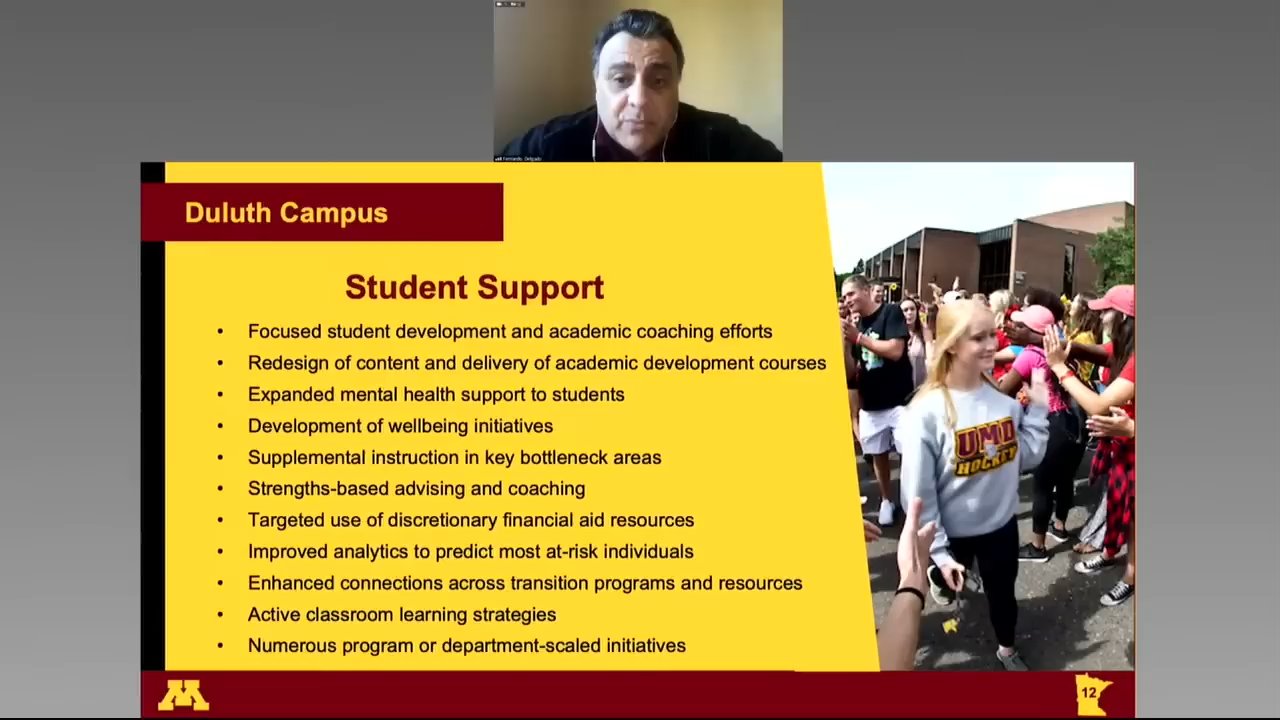 Fernando Delgado
Duluth Campus
Student Support
• Focused student development and academic coaching efforts
• Redesign of content and delivery of academic development courses
• Expanded mental health support to students
• Development of wellbeing initiatives
• Supplemental instruction in key bottleneck areas
• Strengths-based advising and coaching
• Targeted use of discretionary financial aid resources
• Improved analytics to predict most at-risk individuals
• Enhanced connections across transition programs and resources
• Active classroom learning strategies
• Numerous program or department-scaled initiatives
UMD
HOCKEY
M
12